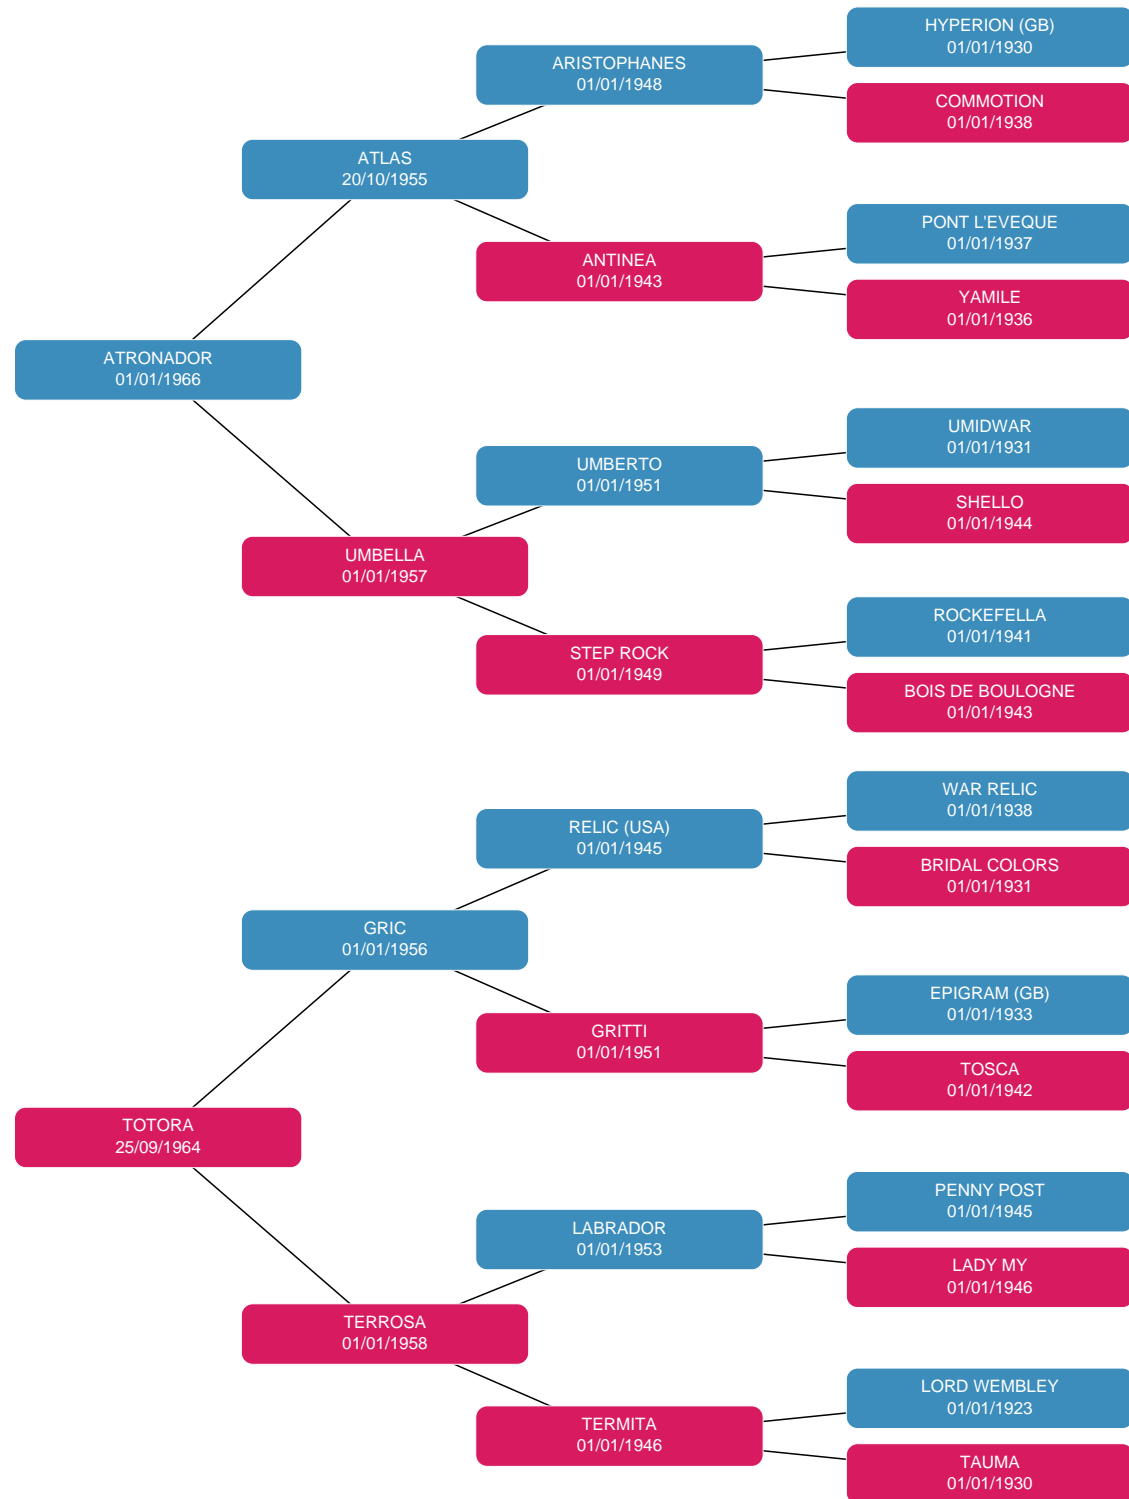 HYPERION (GB)
01/01/1930
ARISTOPHANES
01/01/1948
COMMOTION
01/01/1938
ATLAS
20/10/1955
PONT L'EVEQUE
01/01/1937
ANTINEA
01/01/1943
YAMILE
01/01/1936
ATRONADOR
01/01/1966
UMIDWAR
01/01/1931
UMBERTO
01/01/1951
SHELLO
01/01/1944
UMBELLA
01/01/1957
ROCKEFELLA
01/01/1941
STEP ROCK
01/01/1949
BOIS DE BOULOGNE
01/01/1943
WAR RELIC
01/01/1938
RELIC (USA)
01/01/1945
BRIDAL COLORS
01/01/1931
GRIC
01/01/1956
EPIGRAM (GB)
01/01/1933
GRITTI
01/01/1951
TOSCA
01/01/1942
TOTORA
25/09/1964
PENNY POST
01/01/1945
LABRADOR
01/01/1953
LADY MY
01/01/1946
TERROSA
01/01/1958
LORD WEMBLEY
01/01/1923
TERMITA
01/01/1946
TAUMA
01/01/1930